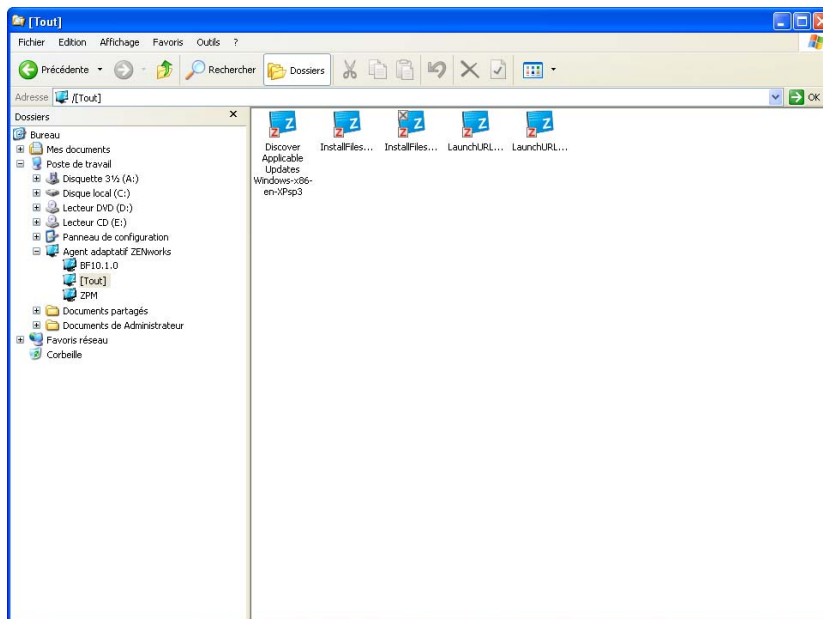 [Tout]
Fichier Edition Affichage Favoris Outils ?
Précédente Rechercher Dossiers
Adresse /[Tout] OK
Dossiers x
Bureau
Mes documents
Poste de travail
Disquette 3½ (A:)
Disque local (C:)
Lecteur DVD (D:)
Lecteur CD (E:)
Panneau de configuration
Agent adaptatif ZENworks
BF10.1.0
[Tout]
ZPM
Documents partagés
Documents de Administrateur
Favoris réseau
Corbeille
Discover
Applicable
Updates
Windows-x86-
en-XPsp3
InstallFiles...
InstallFiles...
LaunchURL...
LaunchURL...